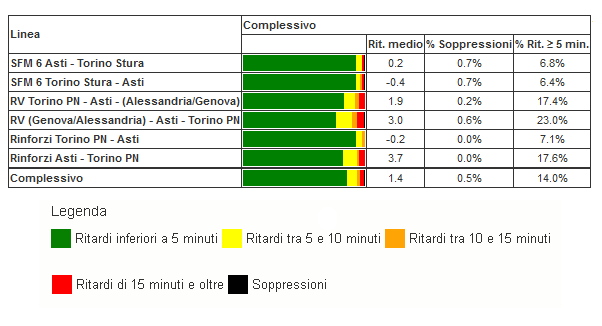 Linea Complessivo
Rit. medio % Soppressioni % Rit. ≥ 5 min.
SFM 6 Asti - Torino Stura 0.2 0.7% 6.8%
SFM 6 Torino Stura - Asti -0.4 0.7% 6.4%
RV Torino PN - Asti - (Alessandria/Genova) 1.9 0.2% 17.4%
RV (Genova/Alessandria) - Asti - Torino PN 3.0 0.6% 23.0%
Rinforzi Torino PN - Asti -0.2 0.0% 7.1%
Rinforzi Asti - Torino PN 3.7 0.0% 17.6%
Complessivo 1.4 0.5% 14.0%
Legenda
Ritardi inferiori a 5 minuti Ritardi tra 5 e 10 minuti Ritardi tra 10 e 15 minuti
Ritardi di 15 minuti e oltre Soppressioni